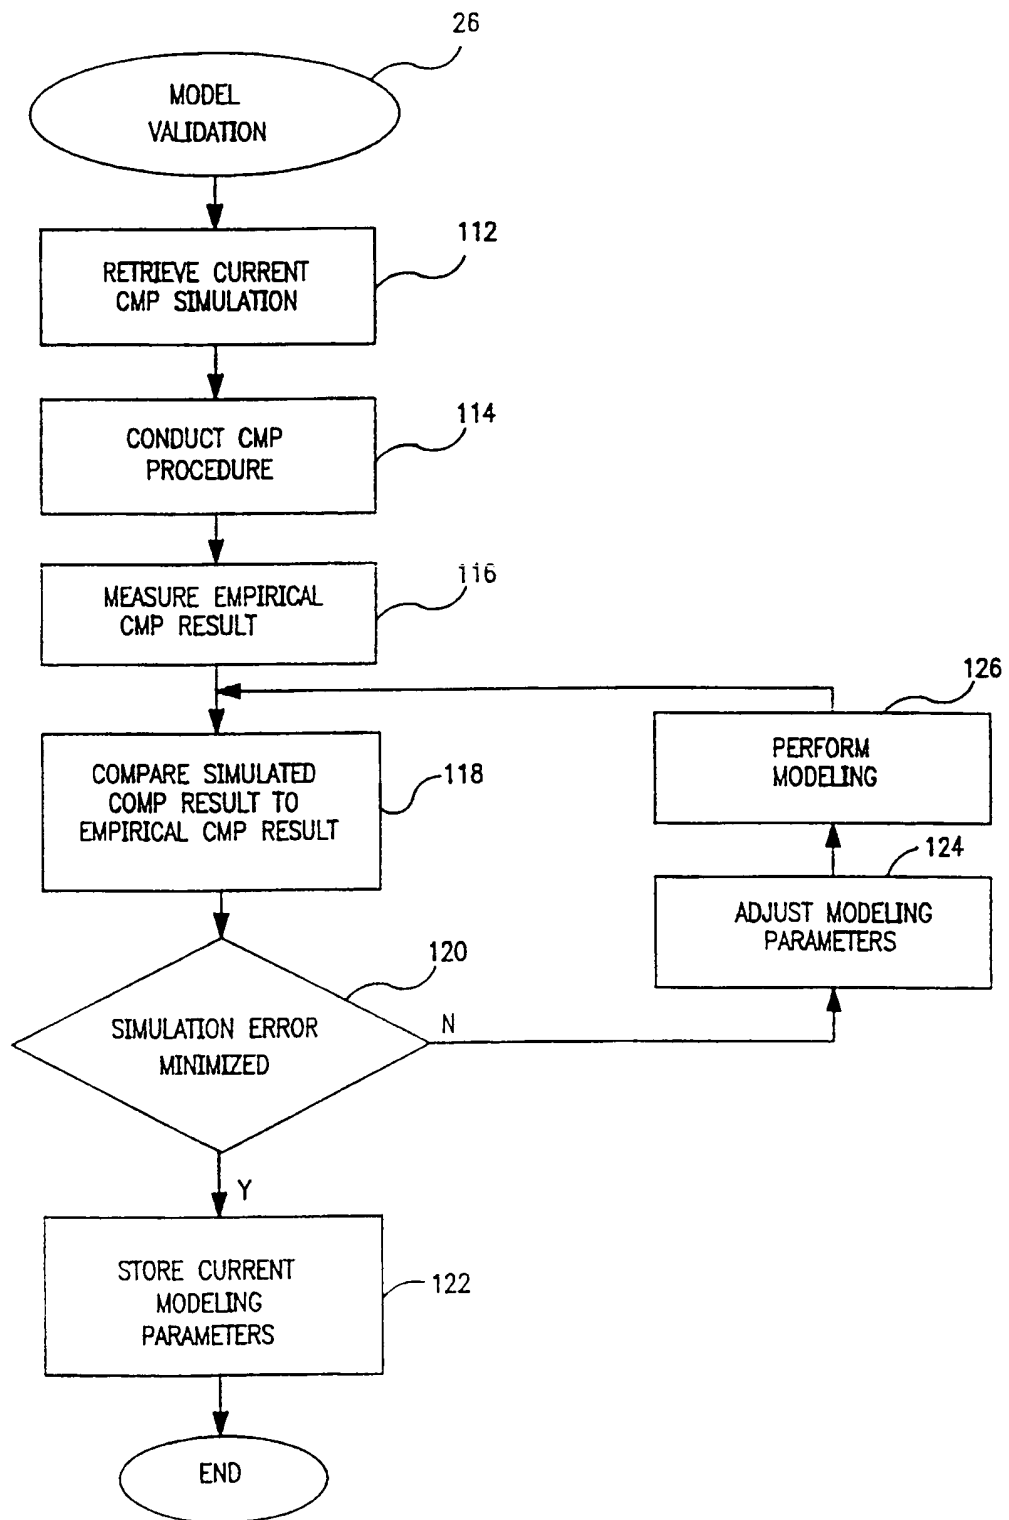 26
MODEL
VALIDATION
112
RETRIEVE CURRENT
CMP SIMULATION
114
CONDUCT CMP
PROCEDURE
116
MEASURE EMPIRICAL
CMP RESULT
126
PERFORM
MODELING
118
COMPARE SIMULATED
COMP RESULT TO
EMPIRICAL CMP RESULT
124
ADJUST MODELING
PARAMETERS
120
SIMULATION ERROR
MINIMIZED
N
Y
STORE CURRENT
MODELING
PARAMETERS
122
END